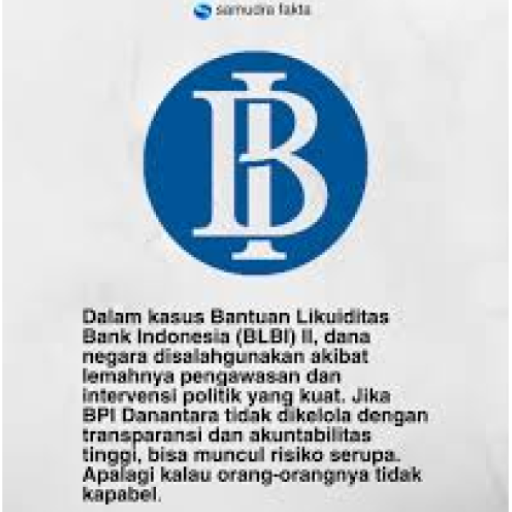 samudra fakta
BI
Dalam kasus Bantuan Likuiditas
Bank Indonesia (BLBI) II, dana
negara disalahgunakan akibat
lemahnya pengawasan dan
intervensi politik yang kuat. Jika
BPI Danantara tidak dikelola dengan
transparansi dan akuntabilitas
tinggi, bisa muncul risiko serupa.
Apalagi kalau orang-orangnya tidak
kapabel.